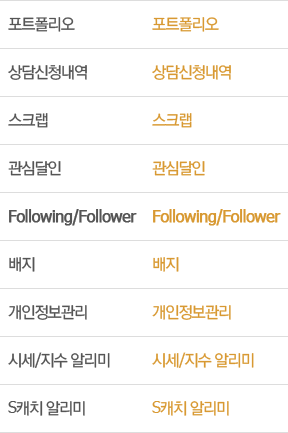 포트폴리오 포트폴리오
상담신청내역 상담신청내역
스크랩 스크랩
관심달인 관심달인
Following/Follower Following/Follower
배지 배지
개인정보관리 개인정보관리
시세/지수 알리미 시세/지수 알리미
S캐치 알리미 S캐치 알리미